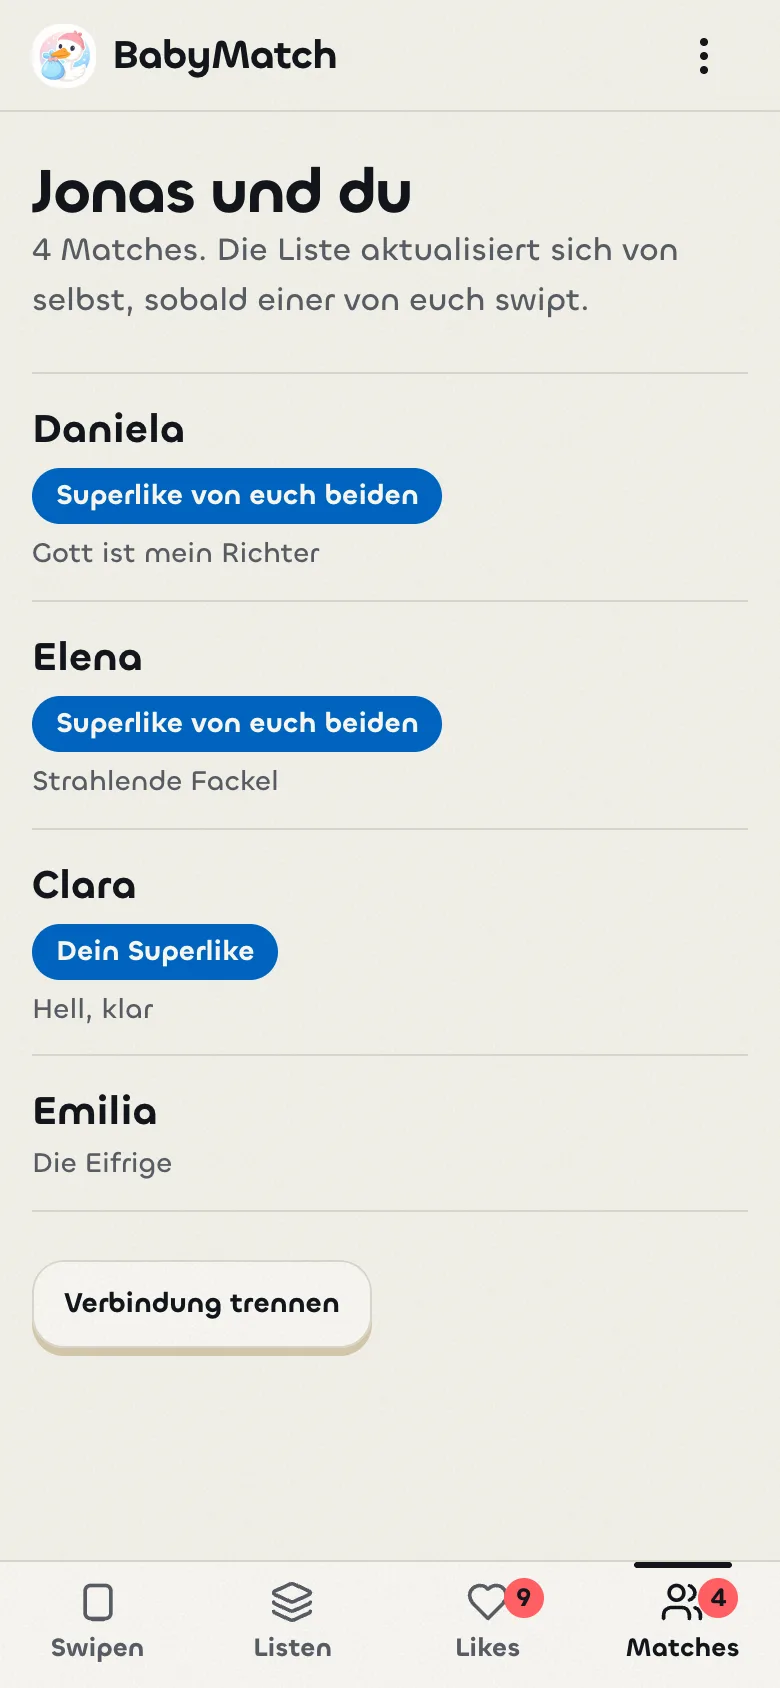 BabyMatch
Jonas und du
4 Matches. Die Liste aktualisiert sich von
selbst, sobald einer von euch swipt.
Daniela
Superlike von euch beiden
Gott ist mein Richter
Elena
Superlike von euch beiden
Strahlende Fackel
Clara
Dein Superlike
Hell, klar
Emilia
Die Eifrige
Verbindung trennen
9
4
Swipen
Listen
Likes
Matches